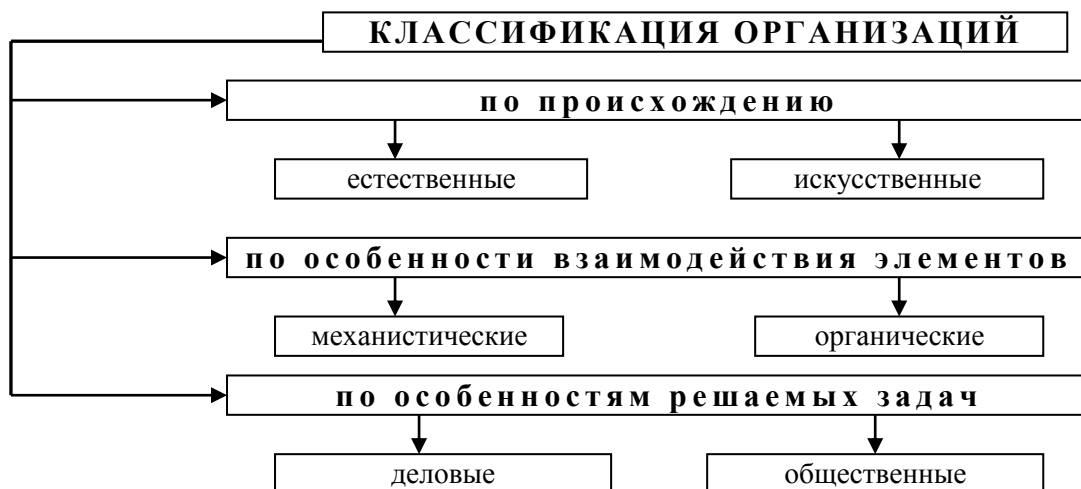 КЛАССИФИКАЦИЯ ОРГАНИЗАЦИЙ
по происхождению
естественные искусственные
по особенности взаимодействия элементов
механистические органические
по особенностям решаемых задач
деловые общественные